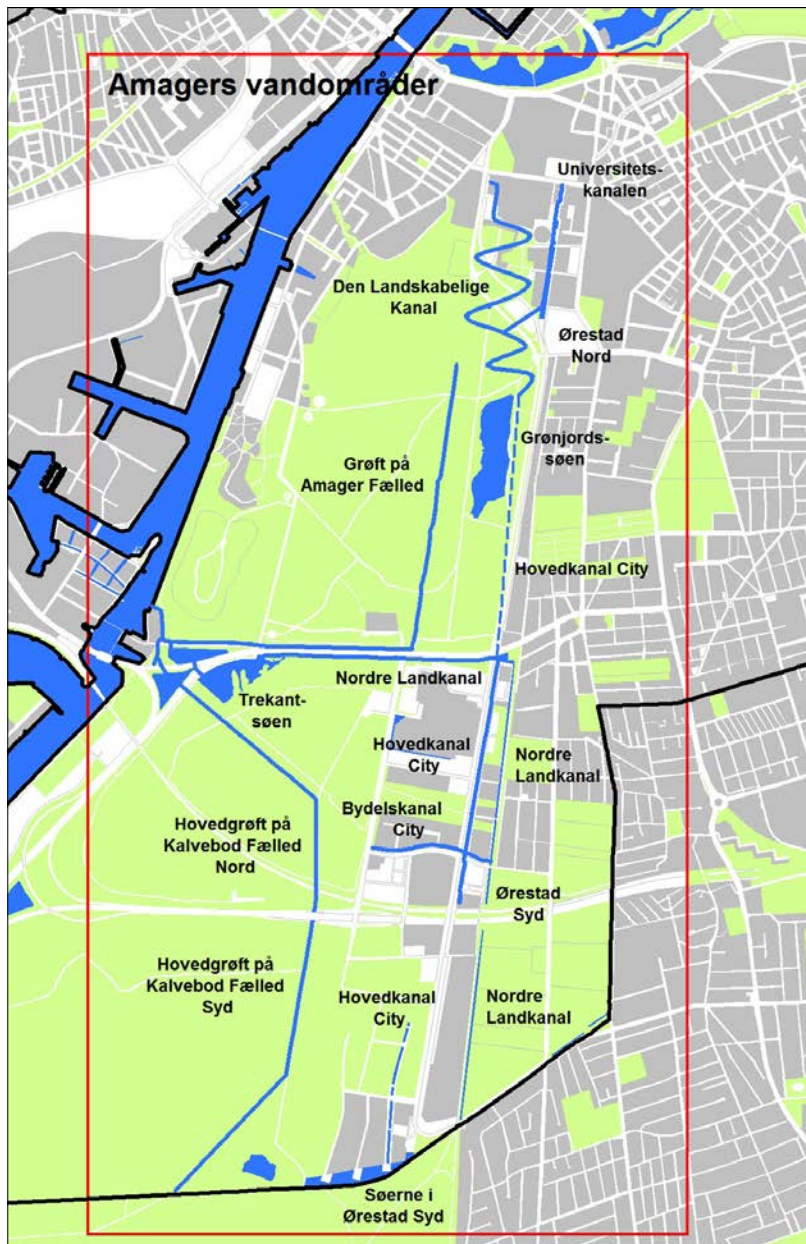 Amagers vandområder
Universitets-
kanalen
Den Landskabelige
Kanal
Ørestad
Nord
Grønjords-
søen
Grøft på
Amager Fælled
Hovedkanal City
Nordre Landkanal
Trekant-
søen
Hovedkanal
City
Nordre
Landkanal
Bydelskanal
City
Hovedgrøft på
Kalvebod Fælled
Nord
Ørestad
Syd
Hovedgrøft på
Kalvebod Fælled
Syd
Hovedkanal
City
Nordre
Landkanal
Søerne i
Ørestad Syd